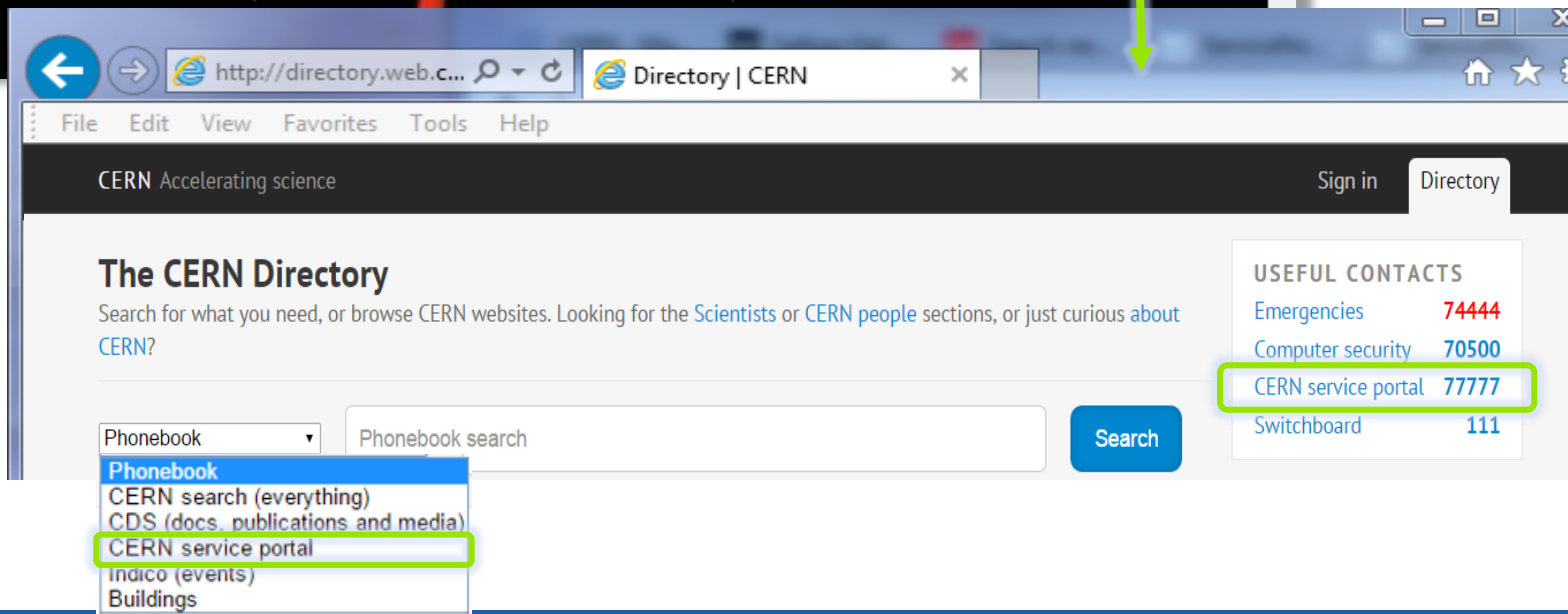 http://directory.web.c...
Directory | CERN
File Edit View Favorites Tools Help
CERN Accelerating science
Sign in
Directory
The CERN Directory
Search for what you need, or browse CERN websites. Looking for the Scientists or CERN people sections, or just curious about
CERN?
USEFUL CONTACTS
Emergencies 74444
Computer security 70500
CERN service portal 77777
Switchboard 111
Phonebook
Phonebook search
Search
Phonebook
CERN search (everything)
CDS (docs, publications and media)
CERN service portal
Indico (events)
Buildings